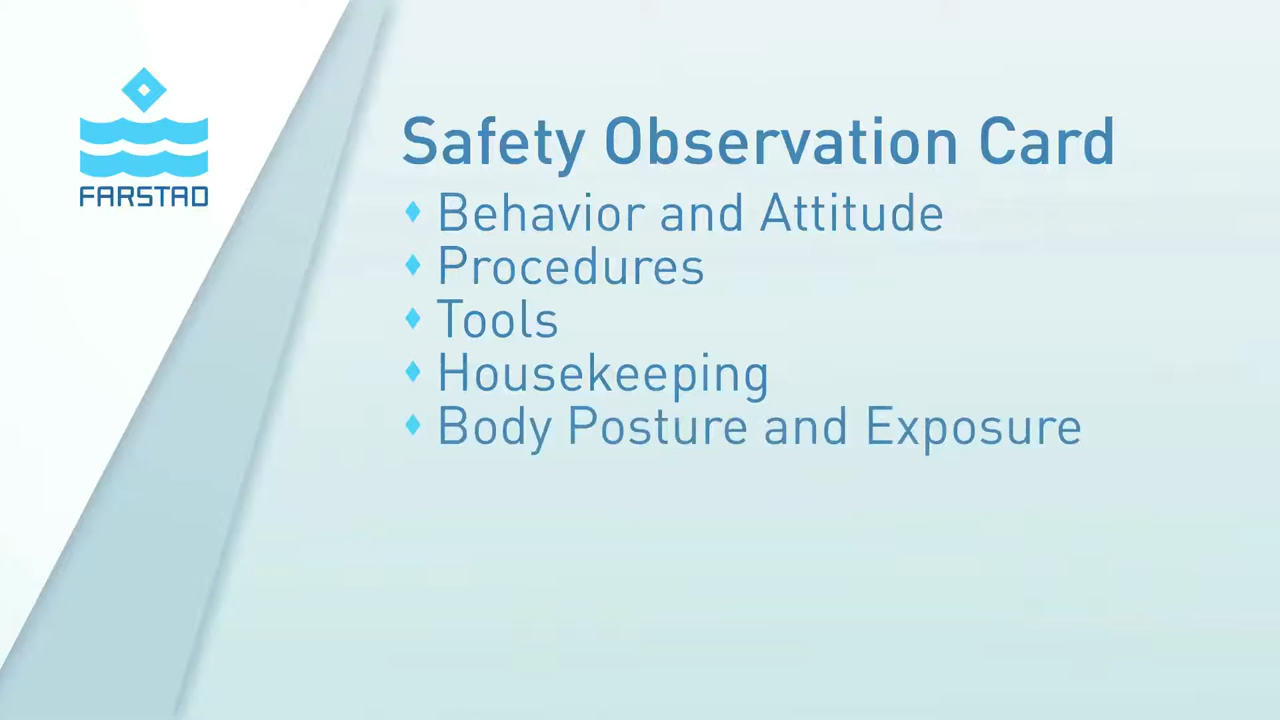 FARSTAD
Safety Observation Card
Behavior and Attitude
Procedures
Tools
Housekeeping
Body Posture and Exposure